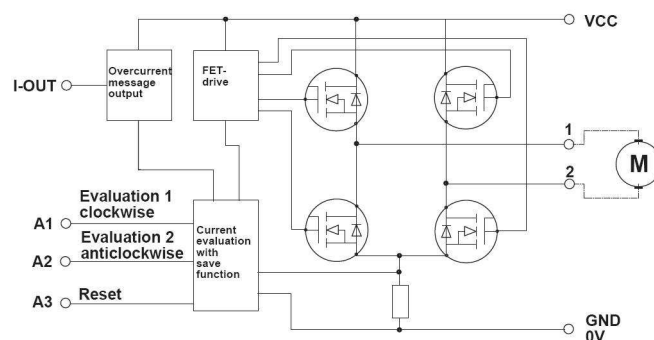 VCC
I-OUT
Overcurrent
message
output
FET-
drive
1
M
2
Evaluation 1
clockwise
A1
Evaluation 2
anticlockwise
A2
Current
evaluation
with
save
function
Reset
A3
GND
0V